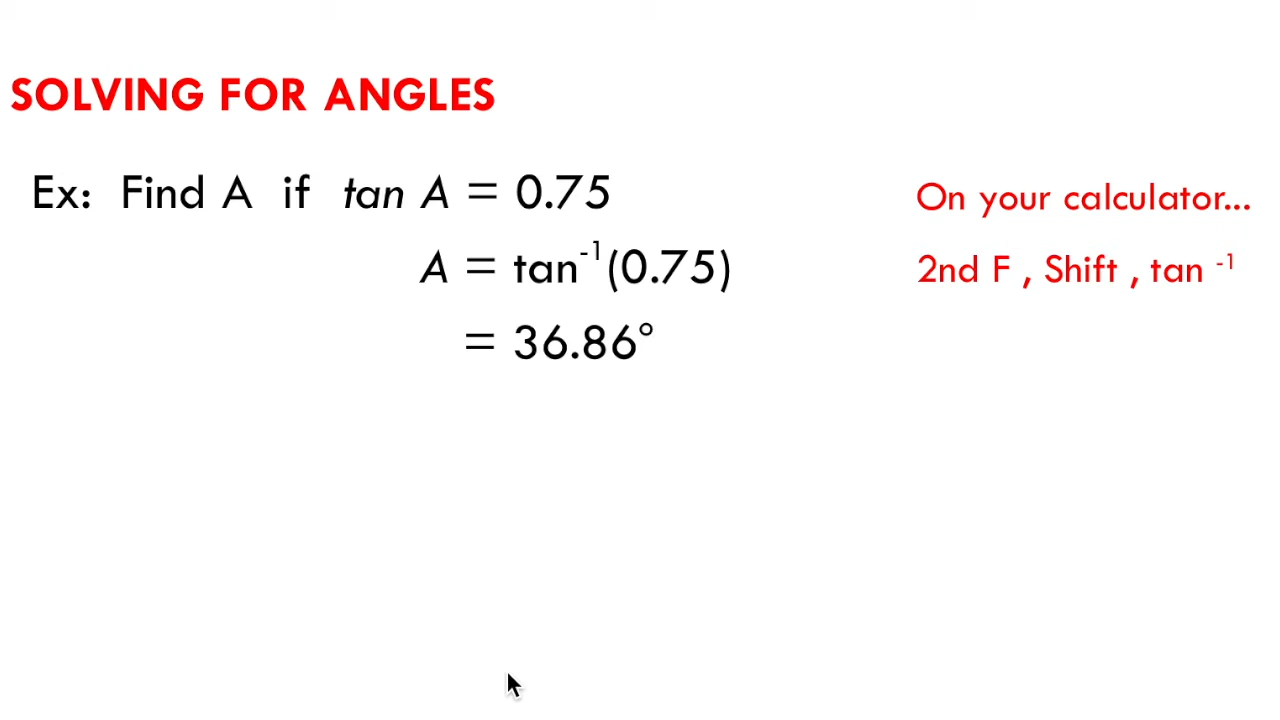 SOLVING FOR ANGLES
Ex: Find A if tan A = 0.75
On your calculator...
A = tan⁻¹(0.75)
2nd F , Shift , tan ⁻¹
= 36.86°